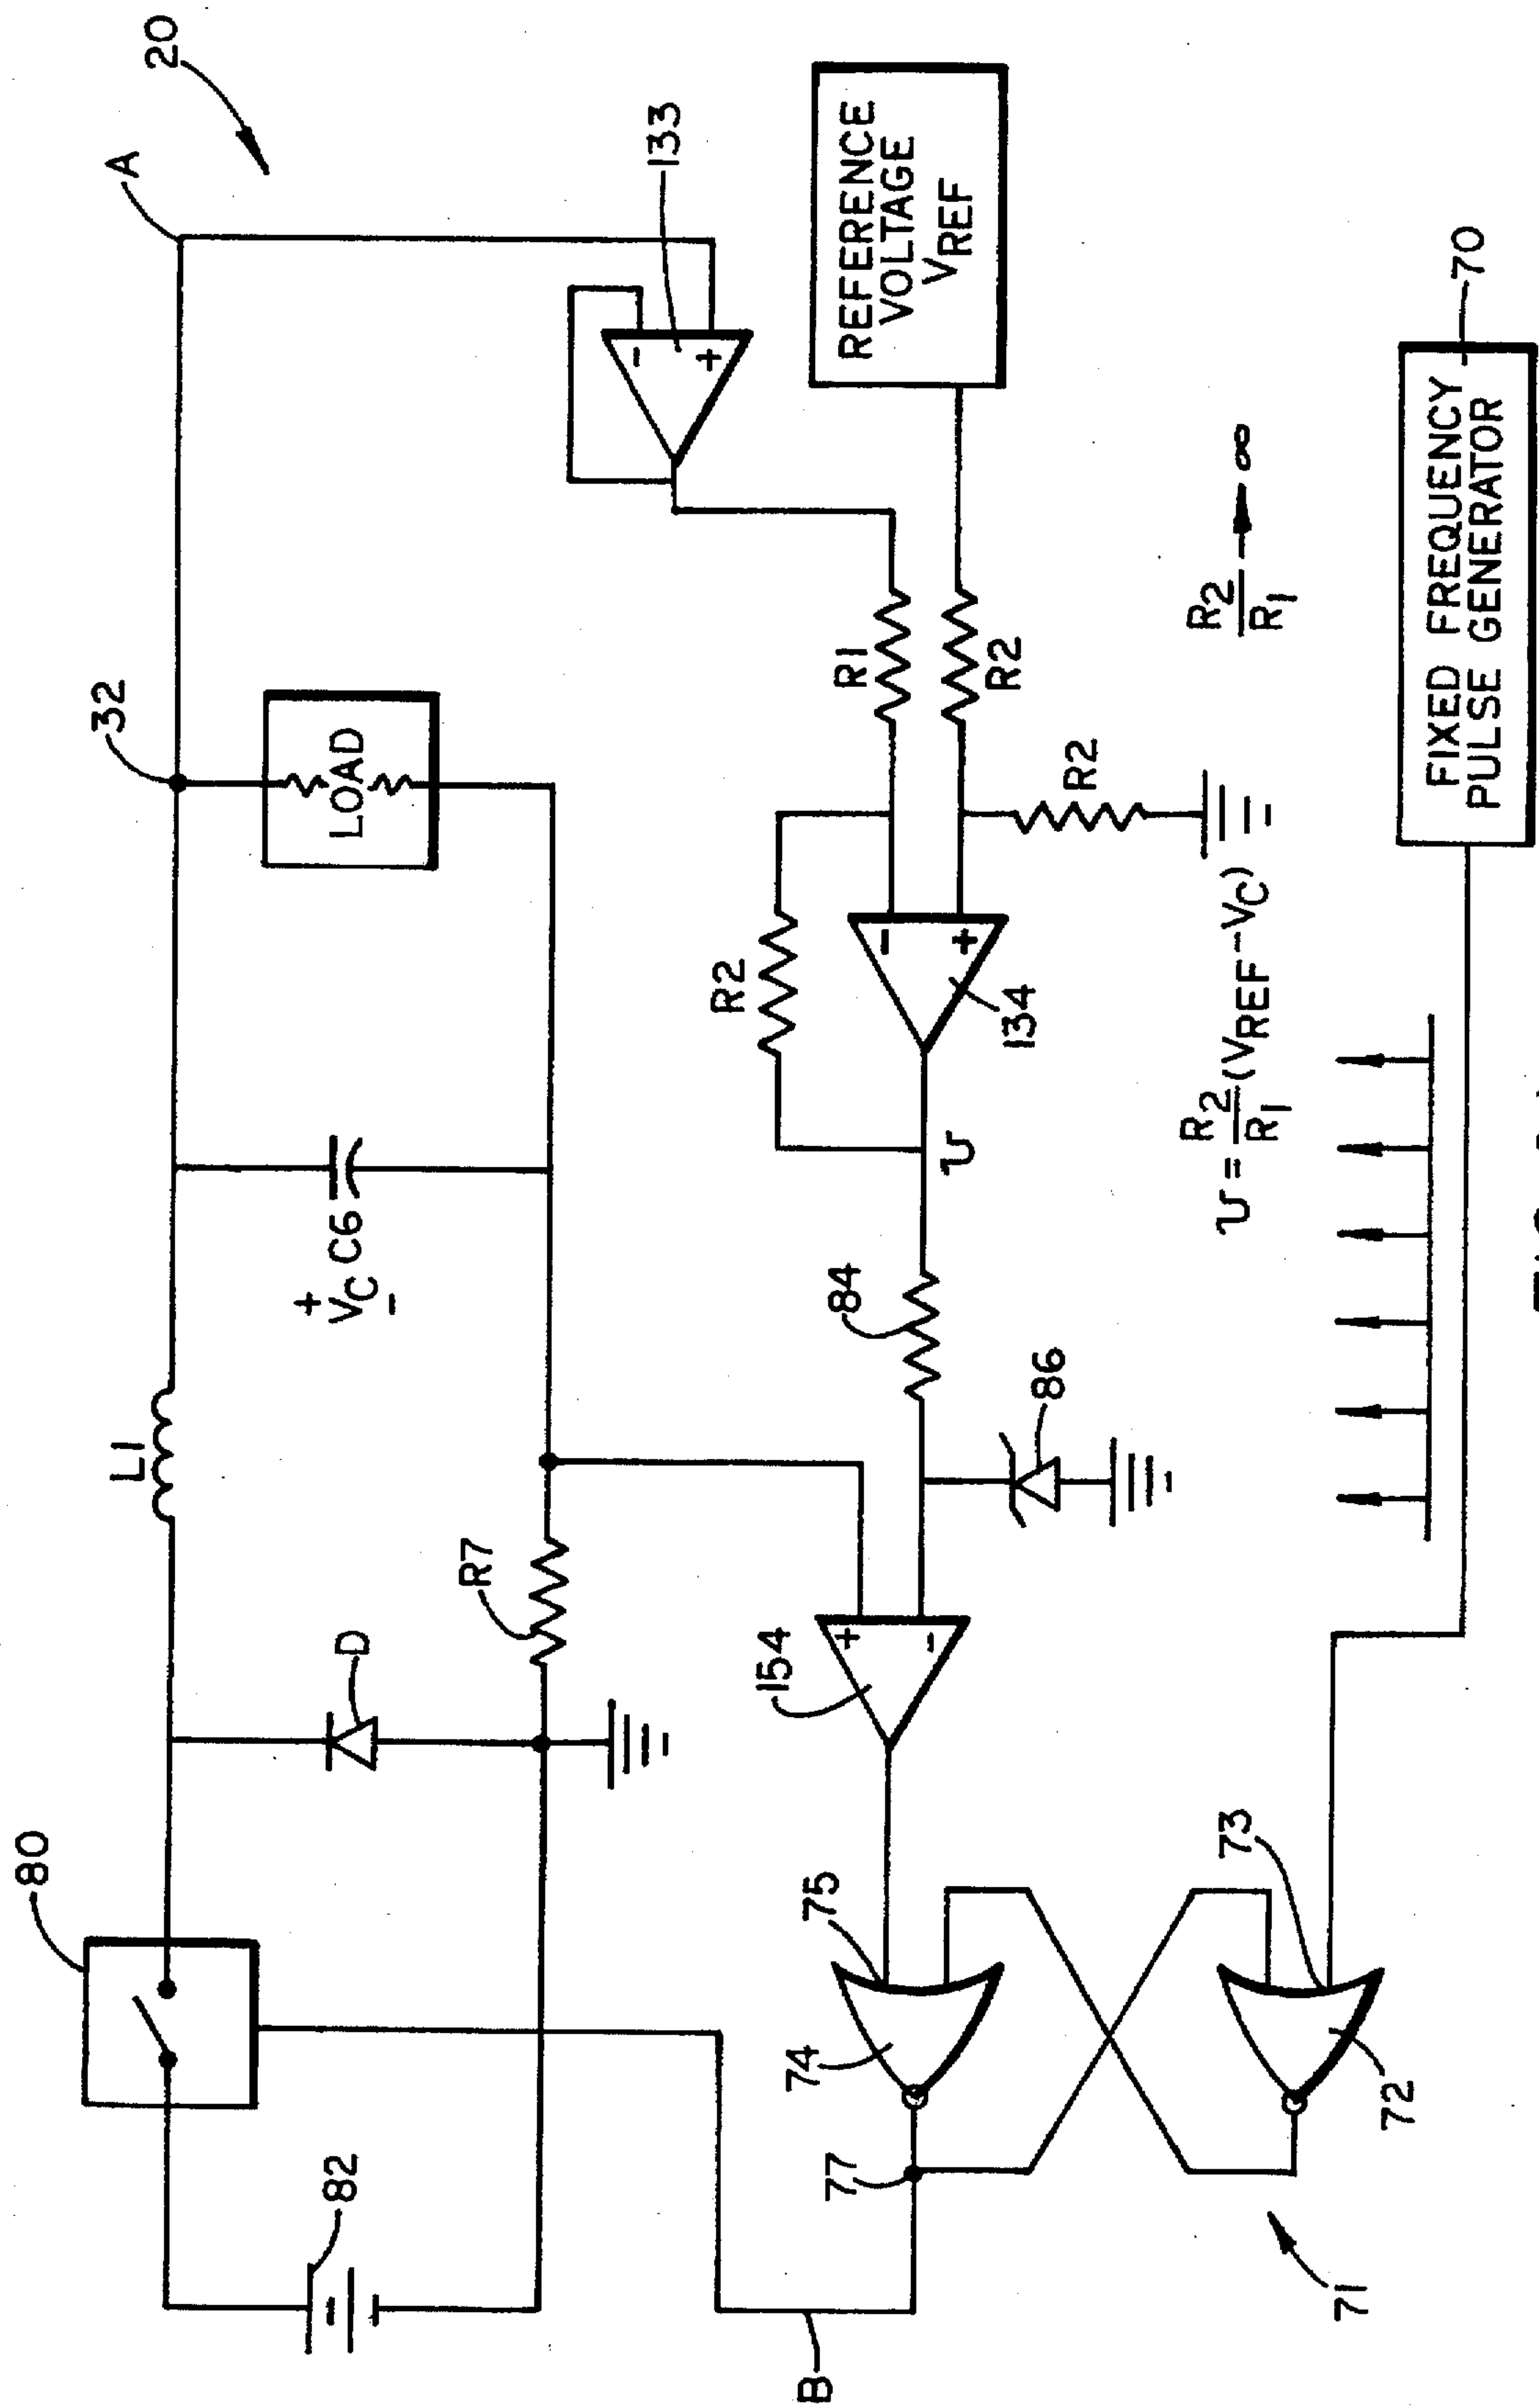 20
A
32
80
L1
D
82
+
VC C6
-
LOAD
R7
133
-
+
REFERENCE
VOLTAGE
VREF
R1
R2
R2
R2
-
+
134
υ
84
86
154
+
-
75
74
77
B
υ = R2/R1 (VREF - VC)
R2/R1 → ∞
73
72
71
FIXED FREQUENCY
PULSE GENERATOR
70